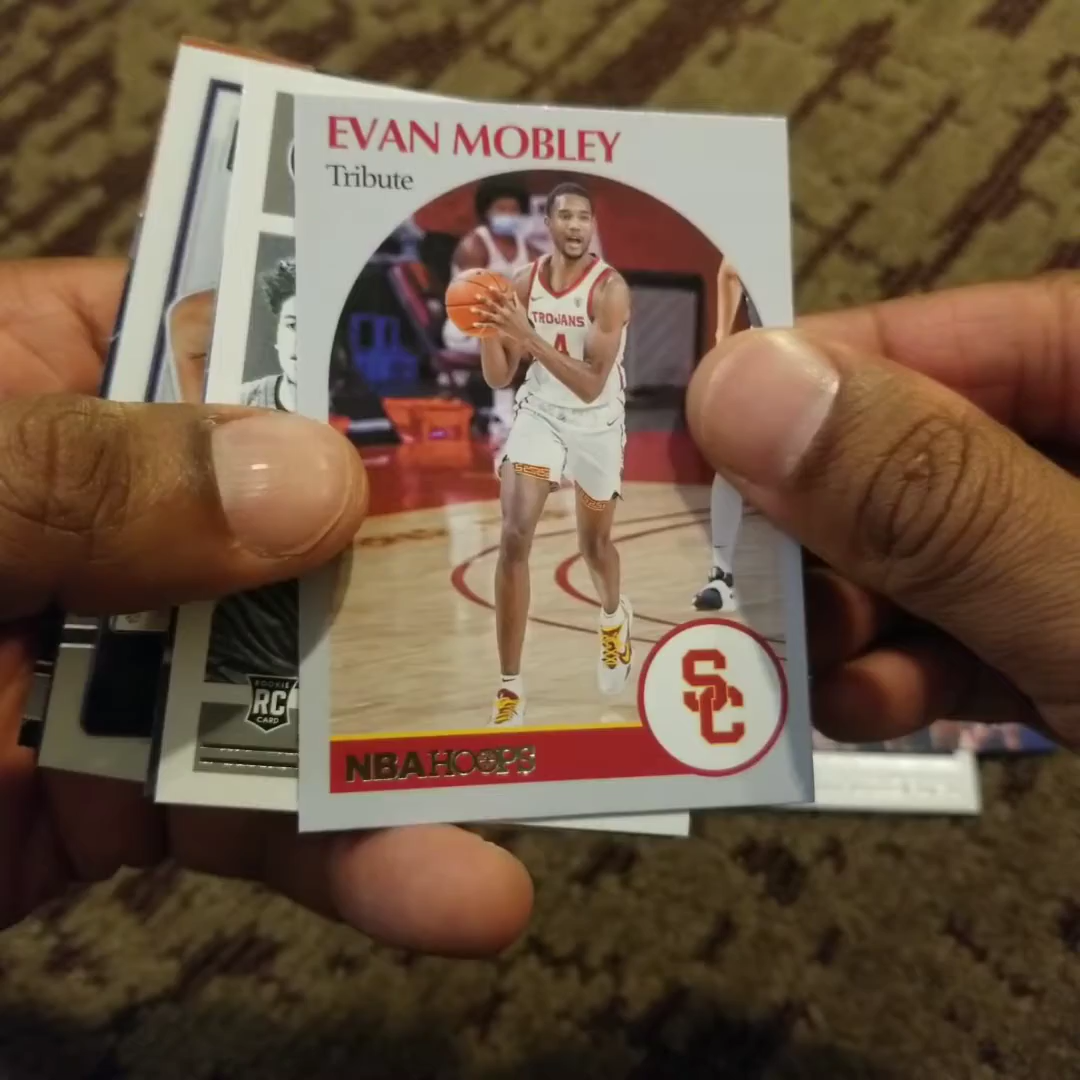 EVAN MOBLEY
Tribute
TROJANS
4
SC
ROOKIE
RC
CARD
NBA HOOPS